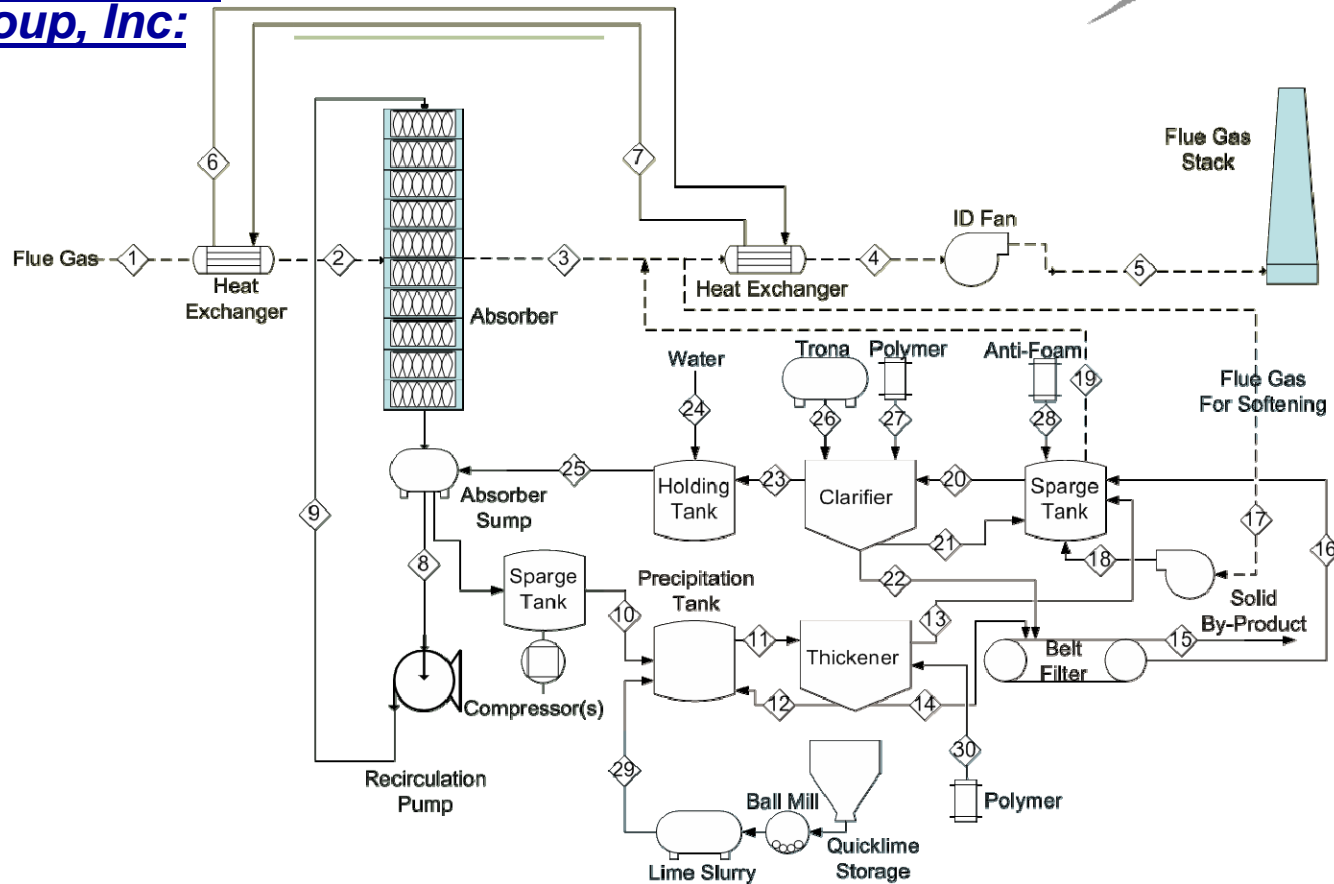 oup, Inc:
6
7
Flue Gas
Stack
ID Fan
Flue Gas
1
2
3
4
5
Heat
Exchanger
Heat Exchanger
Absorber
Water
Trona
Polymer
Anti-Foam
19
Flue Gas
For Softening
24
26
27
28
25
Holding
Tank
23
Clarifier
20
Sparge
Tank
Absorber
Sump
9
17
16
21
18
8
22
Sparge
Tank
Precipitation
Tank
Solid
By-Product
10
13
11
15
Thickener
Belt
Filter
12
14
Compressor(s)
30
29
Recirculation
Pump
Ball Mill
Polymer
Quicklime
Storage
Lime Slurry